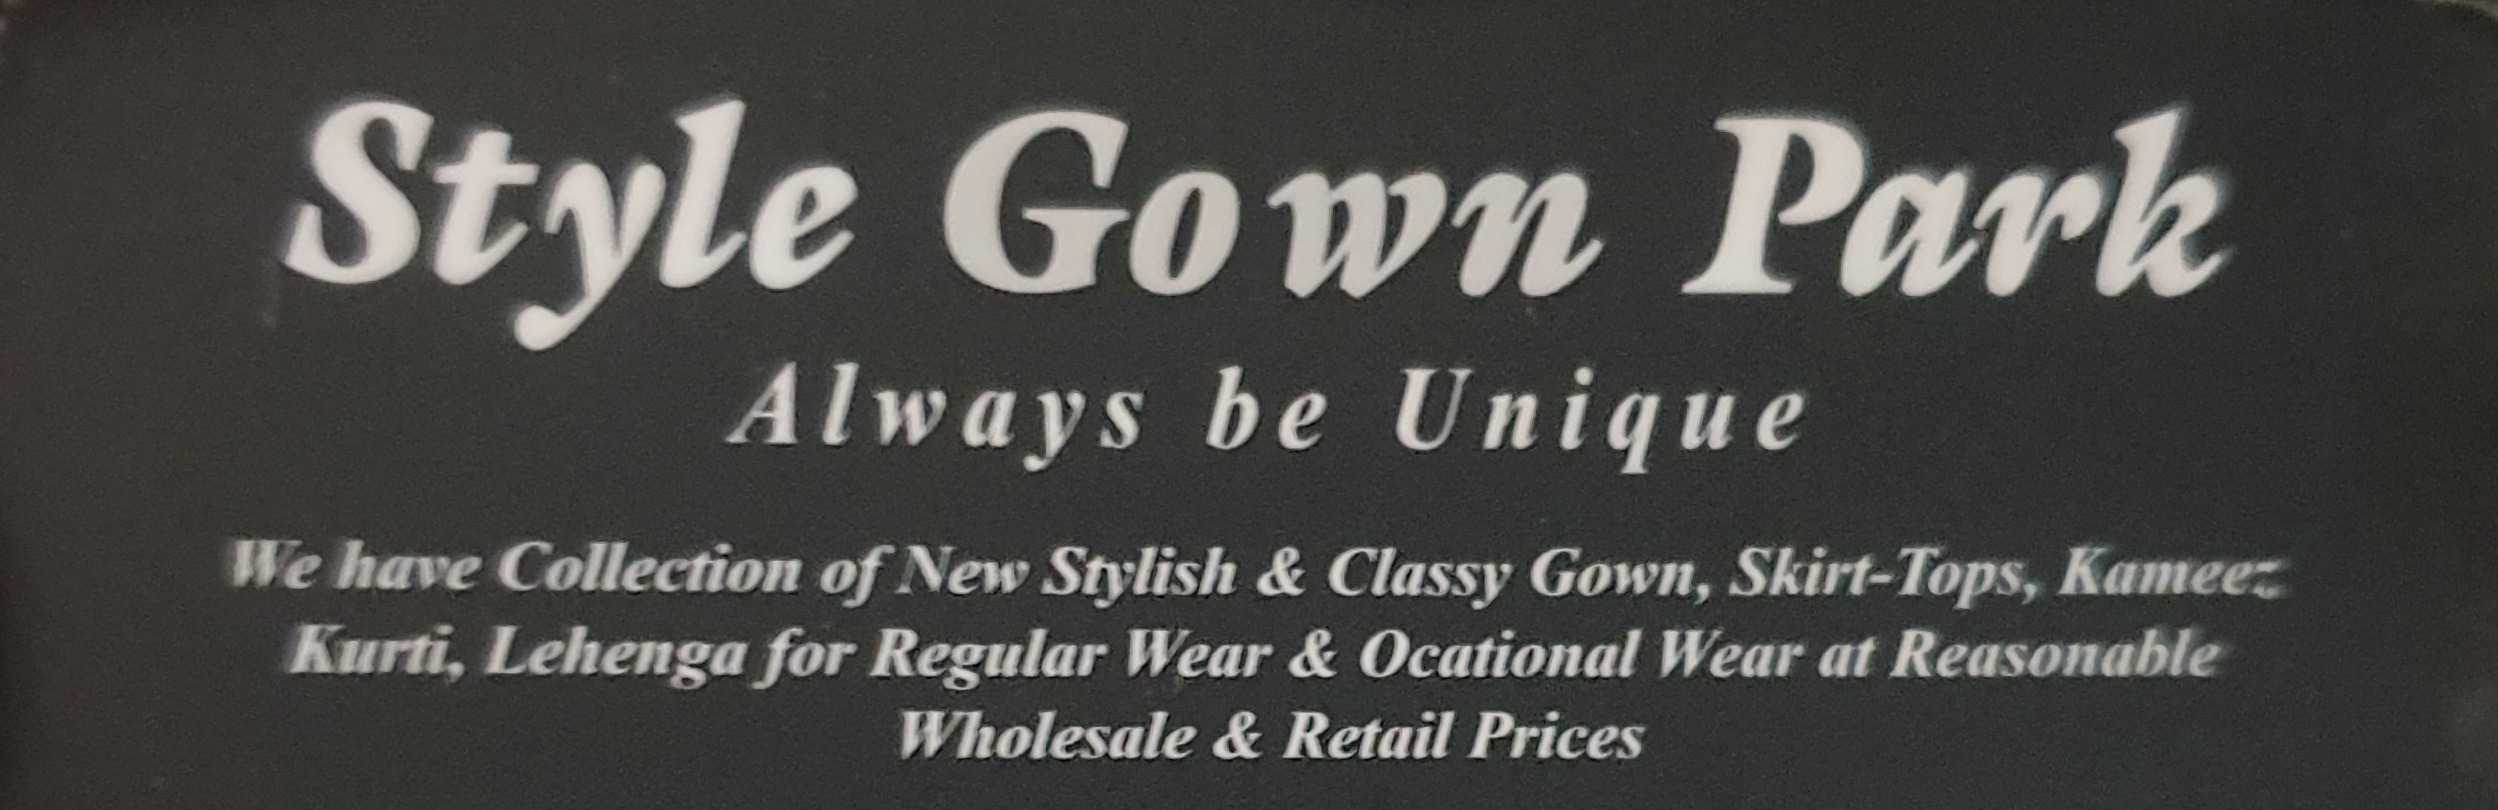 Style Gown Park
Always be Unique
We have Collection of New Stylish & Classy Gown, Skirt-Tops, Kameez
Kurti, Lehenga for Regular Wear & Ocational Wear at Reasonable
Wholesale & Retail Prices